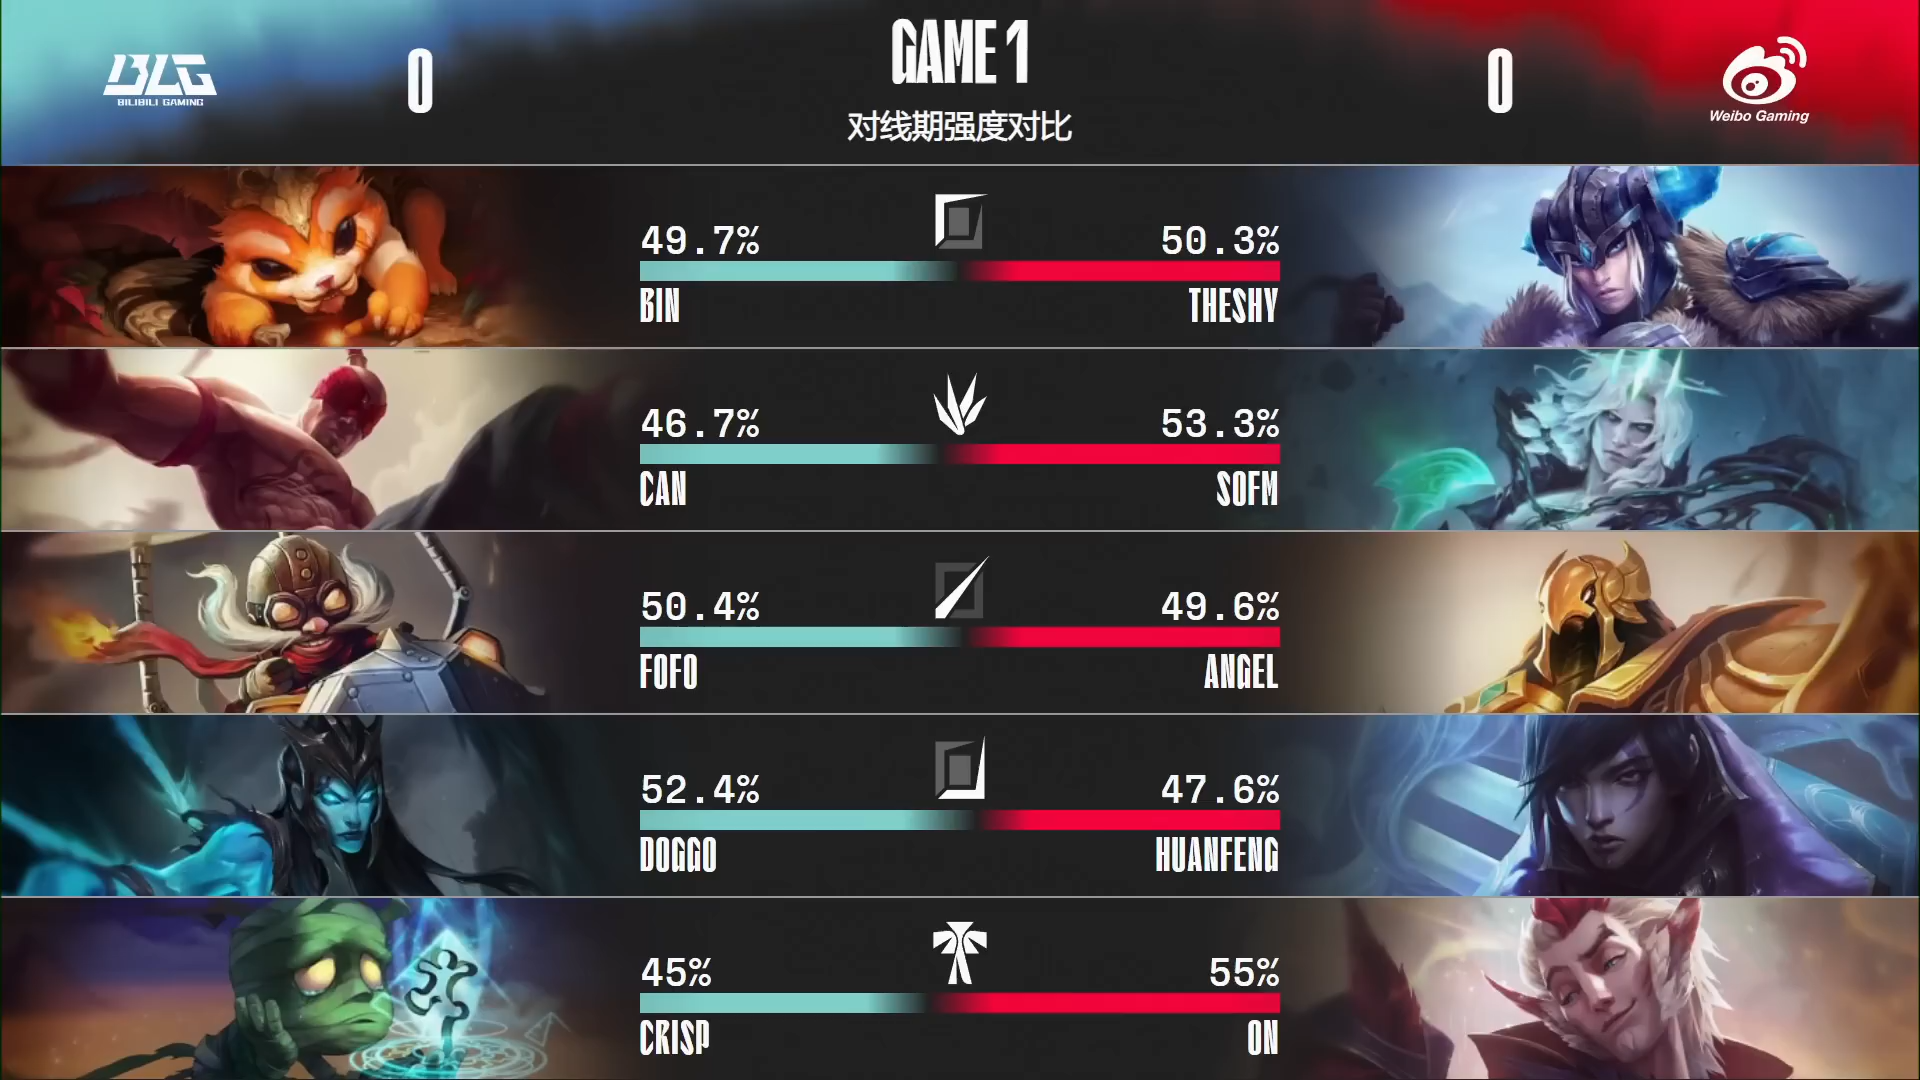 BLG
BILIBILI GAMING
0
GAME 1
对线期强度对比
0
Weibo Gaming
49.7%
50.3%
BIN
THESHY
46.7%
53.3%
CAN
SOFM
50.4%
49.6%
FOFO
ANGEL
52.4%
47.6%
DOGGO
HUANFENG
45%
55%
CRISP
ON